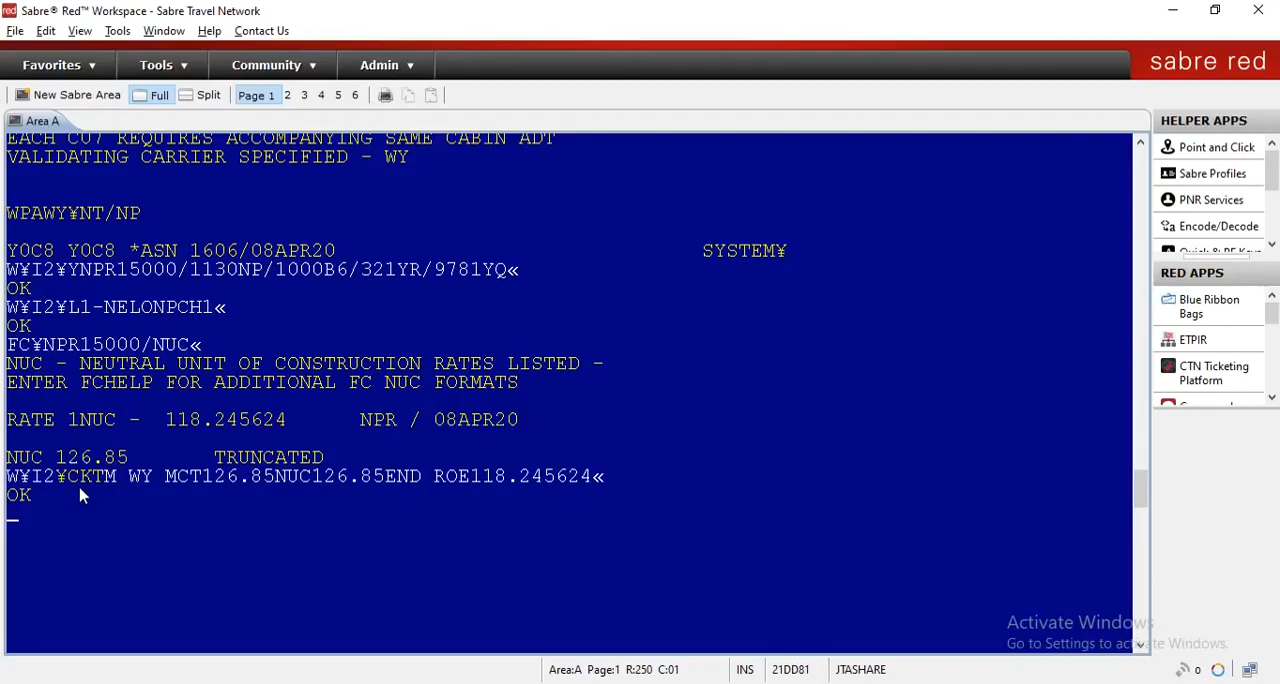 red Sabre® Red™ Workspace - Sabre Travel Network
File Edit View Tools Window Help Contact Us
Favorites Tools Community Admin sabre red
New Sabre Area Full Split Page 1 2 3 4 5 6
Area A
EACH C07 REQUIRES ACCOMPANYING SAME CABIN ADT
VALIDATING CARRIER SPECIFIED - WY
WPAWY¥NT/NP
Y0C8 Y0C8 *ASN 1606/08APR20 SYSTEM¥
W¥I2¥YNPR15000/1130NP/1000B6/321YR/9781YQ«
OK
W¥I2¥L1-NELONPCH1«
OK
FC¥NPR15000/NUC«
NUC - NEUTRAL UNIT OF CONSTRUCTION RATES LISTED -
ENTER FCHELP FOR ADDITIONAL FC NUC FORMATS
RATE 1NUC - 118.245624 NPR / 08APR20
NUC 126.85 TRUNCATED
W¥I2¥CKTM WY MCT126.85NUC126.85END ROE118.245624«
OK
HELPER APPS
Point and Click
Sabre Profiles
PNR Services
Encode/Decode
RED APPS
Blue Ribbon
Bags
ETPIR
CTN Ticketing
Platform
Activate Windows
Go to Settings to activate Windows.
Area:A Page:1 R:250 C:01 INS 21DD81 JTASHARE 0